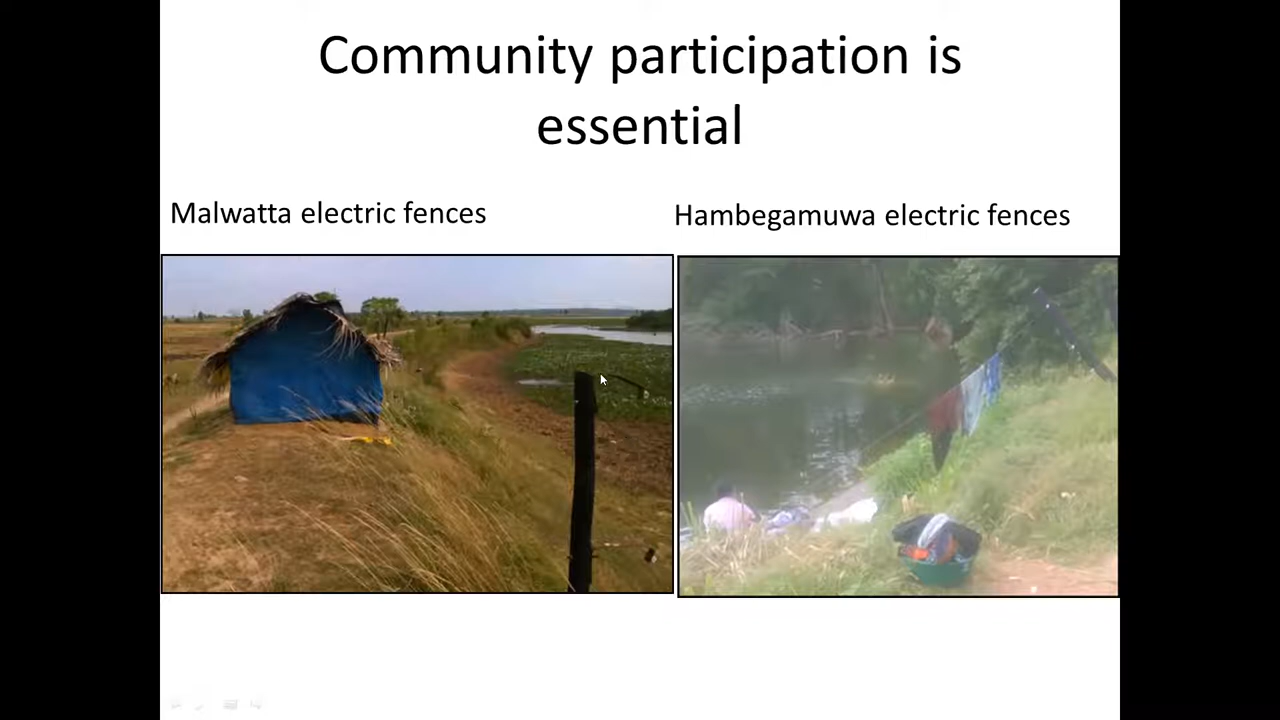 Community participation is
essential
Malwatta electric fences
Hambegamuwa electric fences